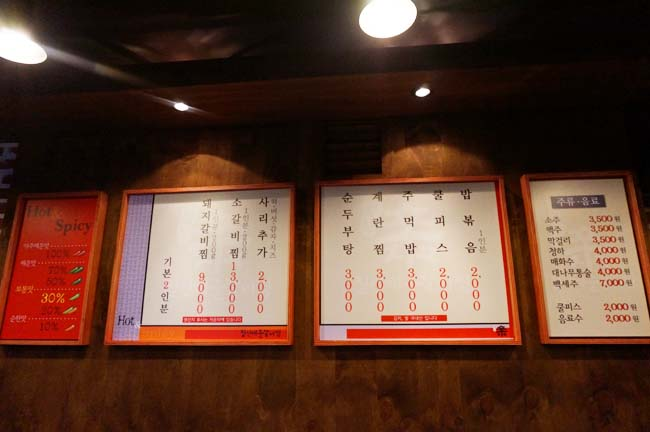 Hot & Spicy
아주매운맛
100%
매운맛
70%
50%
보통맛
30%
20%
순한맛
10%
돼지갈비찜
9,000
소갈비찜
13,000
사리추가
2,000
기본2인분
Hot
순두부탕
3,000
계란찜
3,000
주먹밥
3,000
쿨피스
2,000
밥볶음
1인분
2,000
주류·음료
소주 3,500원
맥주 3,500원
막걸리 3,500원
청하 4,000원
매화수 4,000원
대나무통술 4,000원
백세주 7,000원
쿨피스 2,000원
음료수 2,000원